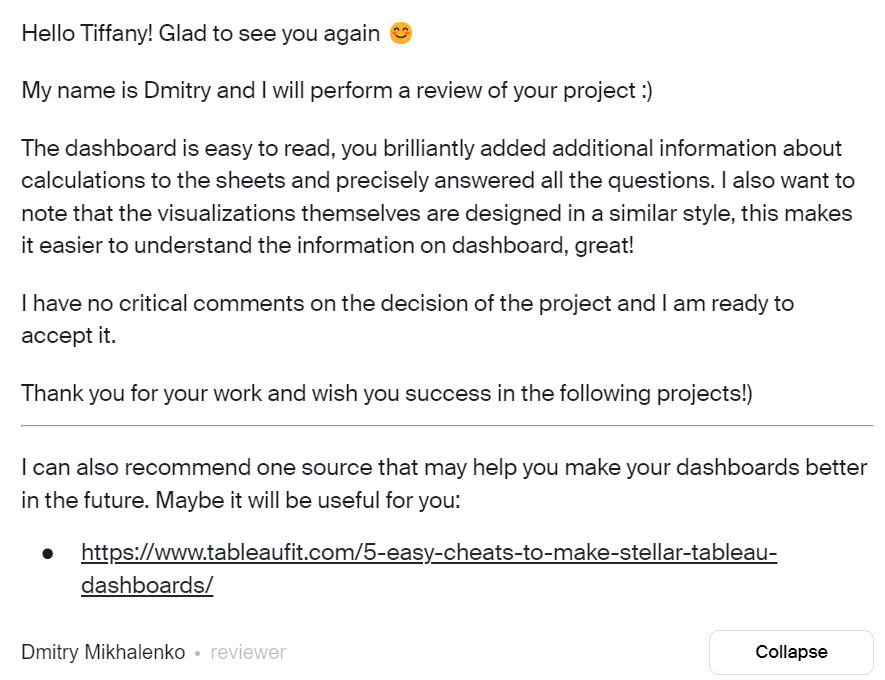 Hello Tiffany! Glad to see you again 😊
My name is Dmitry and I will perform a review of your project :)
The dashboard is easy to read, you brilliantly added additional information about
calculations to the sheets and precisely answered all the questions. I also want to
note that the visualizations themselves are designed in a similar style, this makes
it easier to understand the information on dashboard, great!
I have no critical comments on the decision of the project and I am ready to
accept it.
Thank you for your work and wish you success in the following projects!)
I can also recommend one source that may help you make your dashboards better
in the future. Maybe it will be useful for you:
● https://www.tableaufit.com/5-easy-cheats-to-make-stellar-tableau-
dashboards/
Dmitry Mikhalenko • reviewer
Collapse